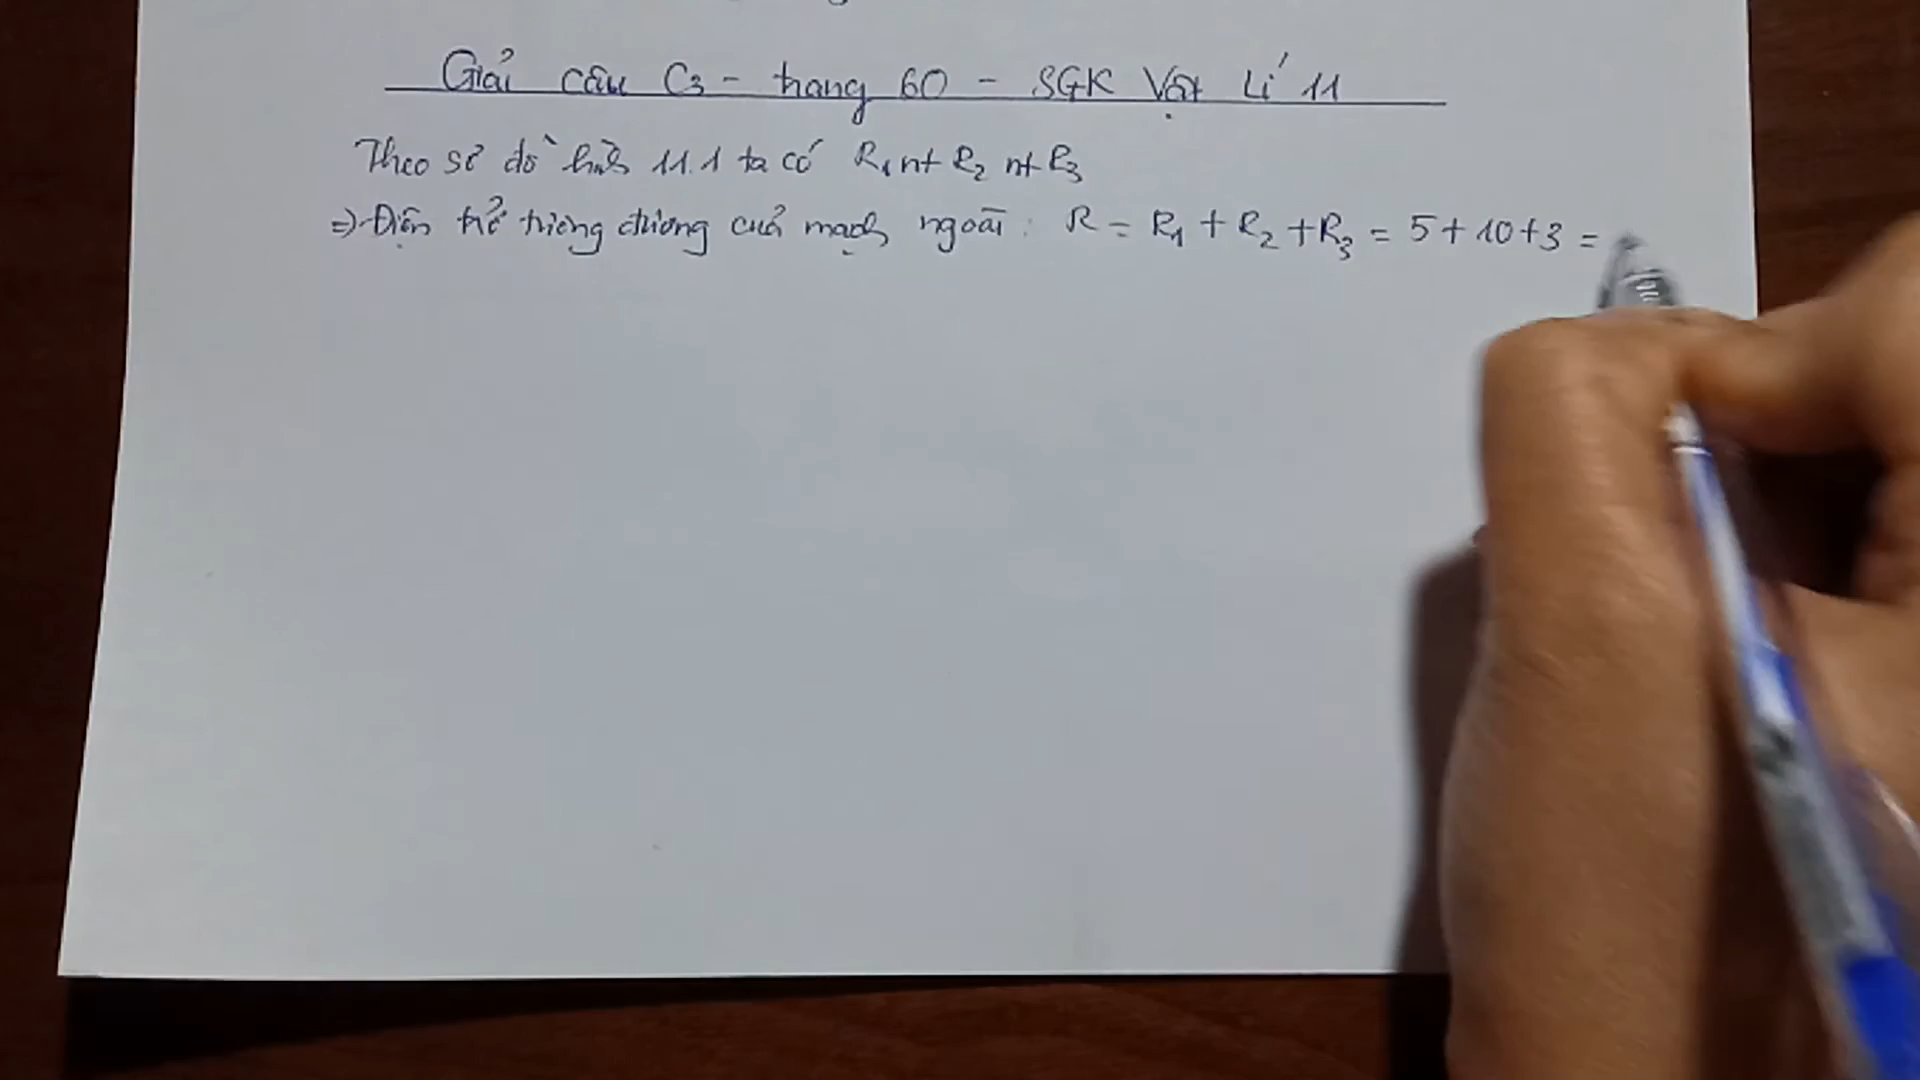 Giải câu C3 - trang 60 - SGK Vật Lí 11
Theo sơ đồ hình 11.1 ta có R1 nt R2 nt R3
=> Điện trở tương đương của mạch ngoài: R = R1 + R2 + R3 = 5 + 10 + 3 =